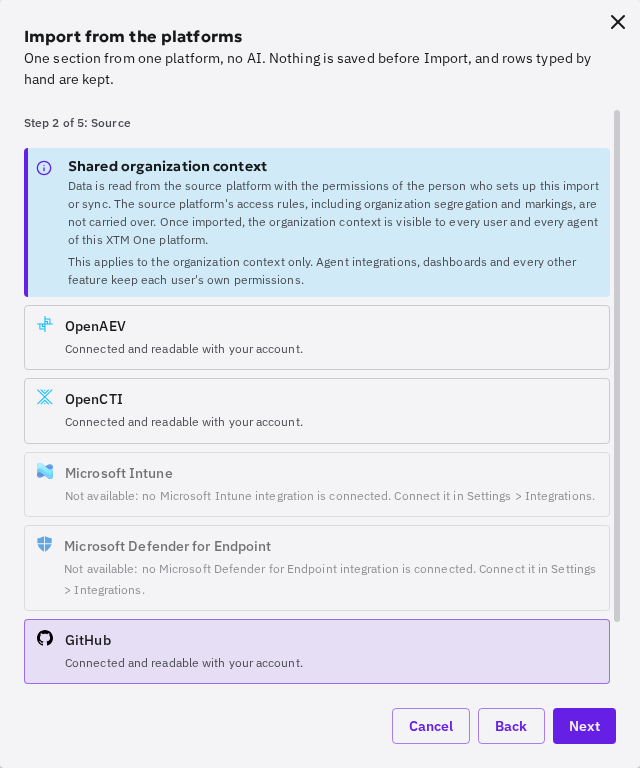 Import from the platforms
One section from one platform, no AI. Nothing is saved before Import, and rows typed by
hand are kept.
Step 2 of 5: Source
Shared organization context
Data is read from the source platform with the permissions of the person who sets up this import
or sync. The source platform's access rules, including organization segregation and markings, are
not carried over. Once imported, the organization context is visible to every user and every agent
of this XTM One platform.
This applies to the organization context only. Agent integrations, dashboards and every other
feature keep each user's own permissions.
OpenAEV
Connected and readable with your account.
OpenCTI
Connected and readable with your account.
Microsoft Intune
Not available: no Microsoft Intune integration is connected. Connect it in Settings > Integrations.
Microsoft Defender for Endpoint
Not available: no Microsoft Defender for Endpoint integration is connected. Connect it in Settings
> Integrations.
GitHub
Connected and readable with your account.
Cancel
Back
Next